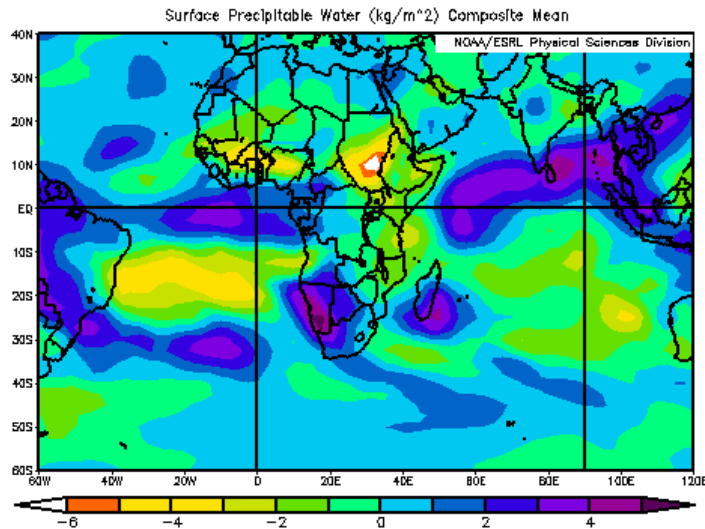 Surface Precipitable Water (kg/m^2) Composite Mean
NOAA/ESRL Physical Sciences Division
40N
30N
20N
10N
EQ
10S
20S
30S
40S
50S
60S
60W 40W 20W 0 20E 40E 60E 80E 100E 120E
-6 -4 -2 0 2 4